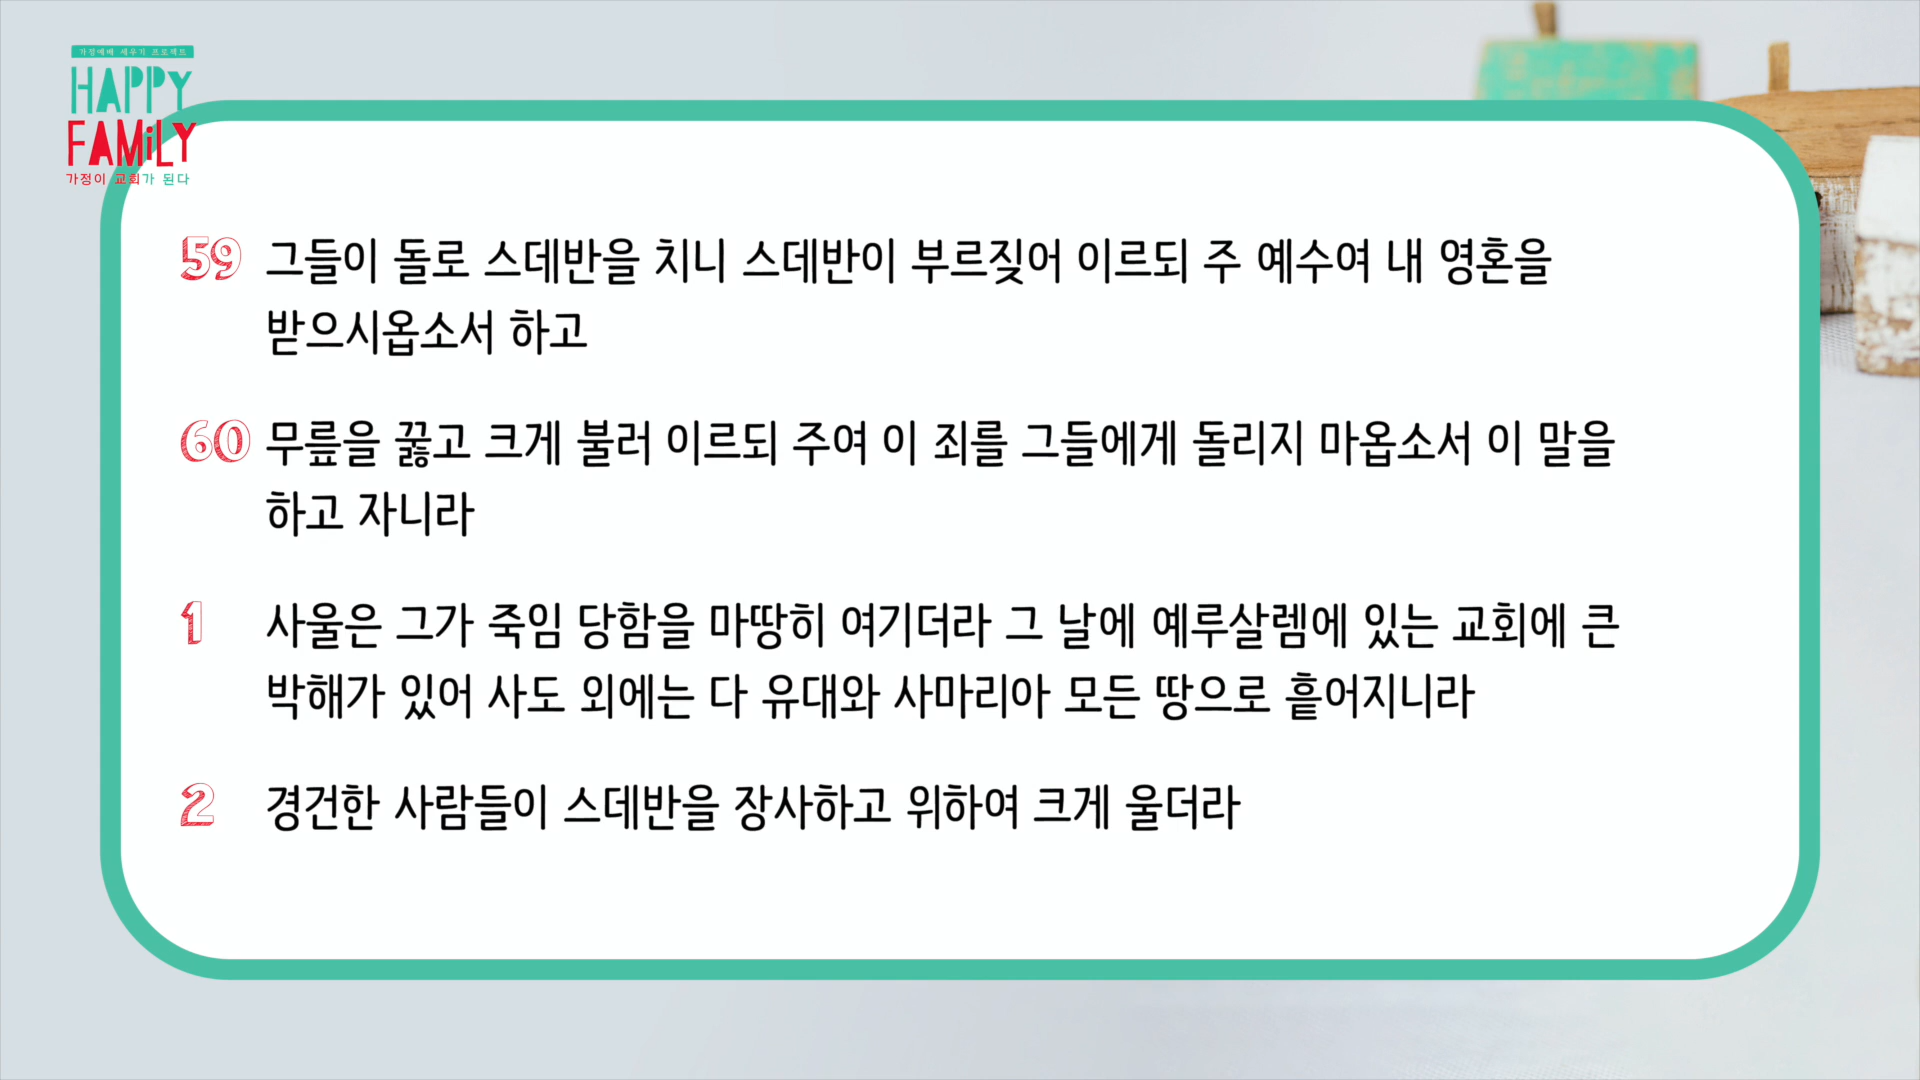 가정예배 세우기 프로젝트
HAPPY
FAMiLY
가정이 교회가 된다
59 그들이 돌로 스데반을 치니 스데반이 부르짖어 이르되 주 예수여 내 영혼을
받으시옵소서 하고
60 무릎을 꿇고 크게 불러 이르되 주여 이 죄를 그들에게 돌리지 마옵소서 이 말을
하고 자니라
1 사울은 그가 죽임 당함을 마땅히 여기더라 그 날에 예루살렘에 있는 교회에 큰
박해가 있어 사도 외에는 다 유대와 사마리아 모든 땅으로 흩어지니라
2 경건한 사람들이 스데반을 장사하고 위하여 크게 울더라